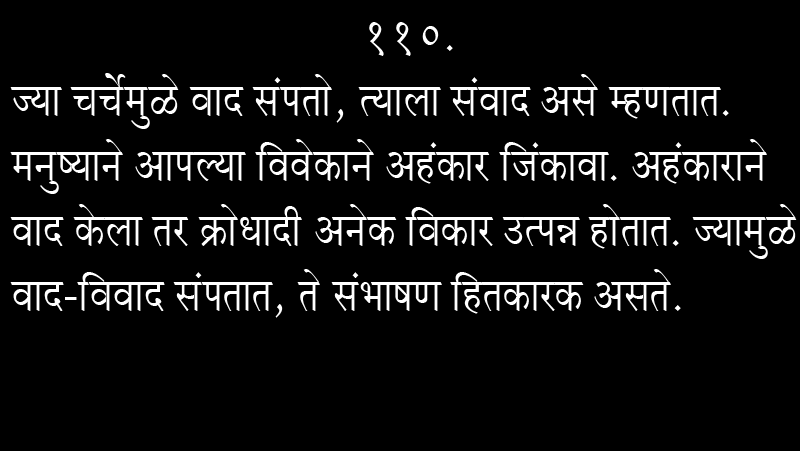 ११०.
ज्या चर्चेमुळे वाद संपतो, त्याला संवाद असे म्हणतात.
मनुष्याने आपल्या विवेकाने अहंकार जिंकावा. अहंकाराने
वाद केला तर क्रोधादी अनेक विकार उत्पन्न होतात. ज्यामुळे
वाद-विवाद संपतात, ते संभाषण हितकारक असते.